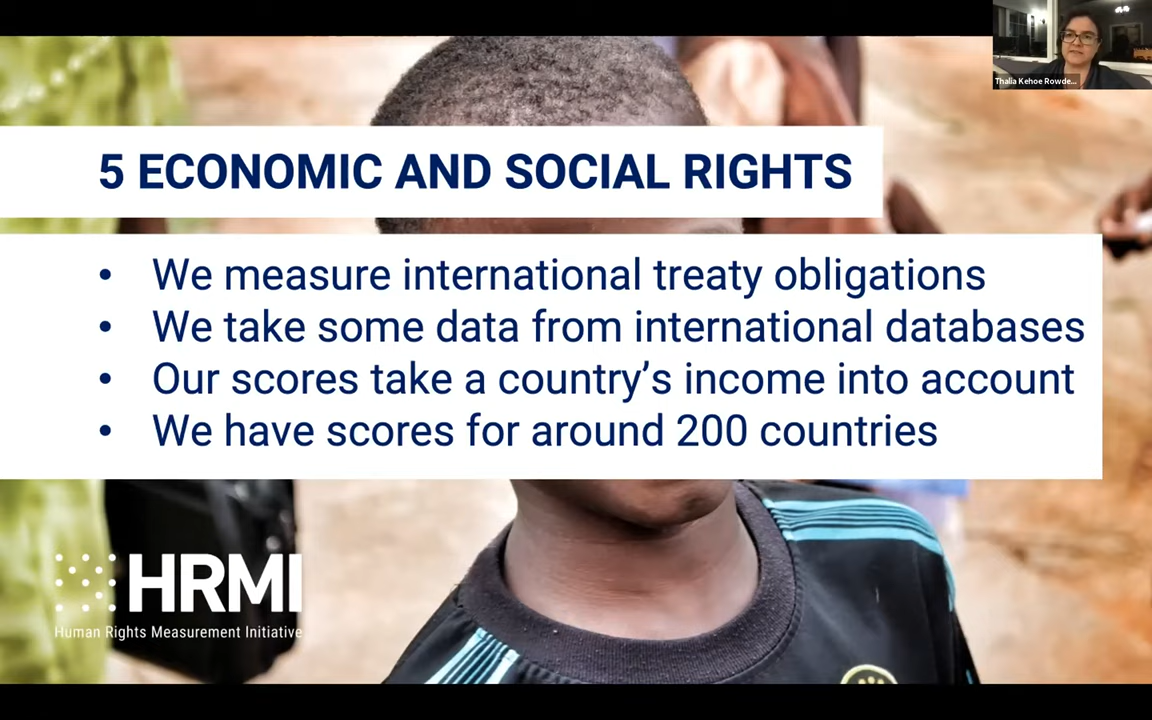 Thalia Kehoe Rowde...
5 ECONOMIC AND SOCIAL RIGHTS
• We measure international treaty obligations
• We take some data from international databases
• Our scores take a country’s income into account
• We have scores for around 200 countries
HRMI
Human Rights Measurement Initiative